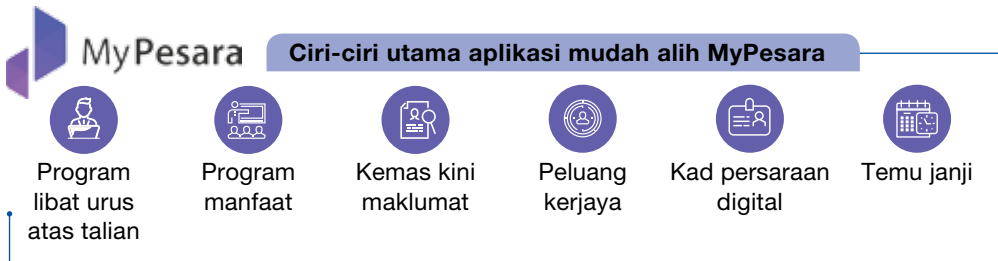 MyPesara
Ciri-ciri utama aplikasi mudah alih MyPesara
Program
libat urus
atas talian
Program
manfaat
Kemas kini
maklumat
Peluang
kerjaya
Kad persaraan
digital
Temu janji